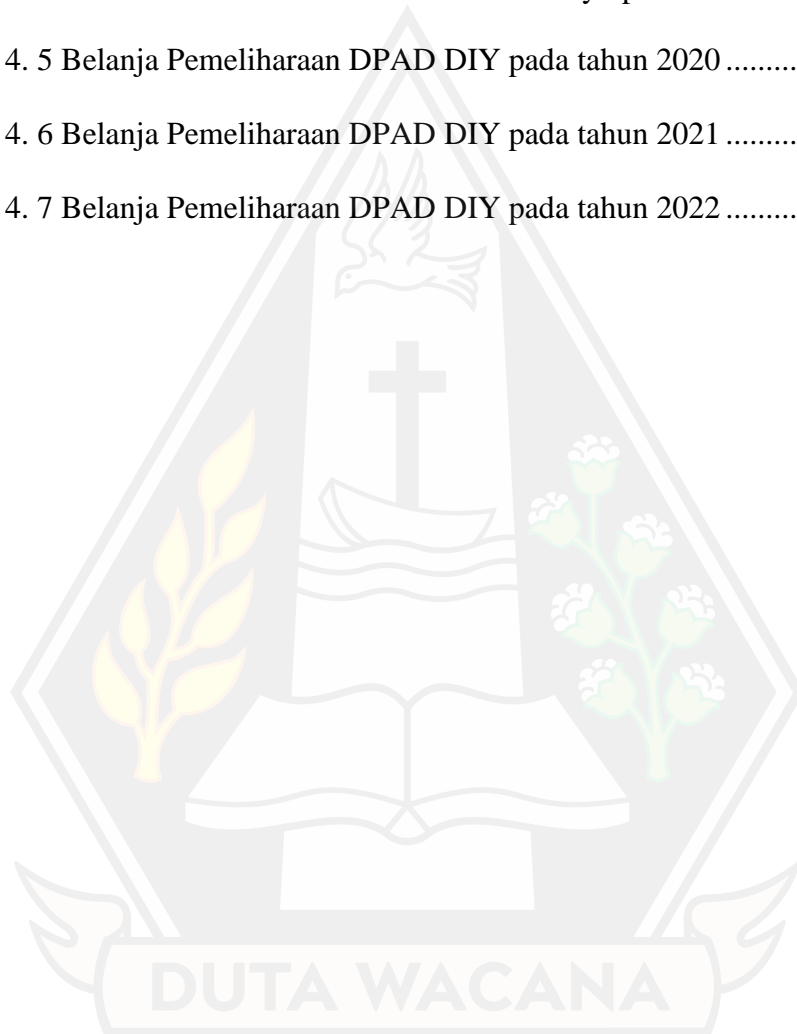 4. 5 Belanja Pemeliharaan DPAD DIY pada tahun 2020 .........
4. 6 Belanja Pemeliharaan DPAD DIY pada tahun 2021 .........
4. 7 Belanja Pemeliharaan DPAD DIY pada tahun 2022 .........
DUTA WACANA